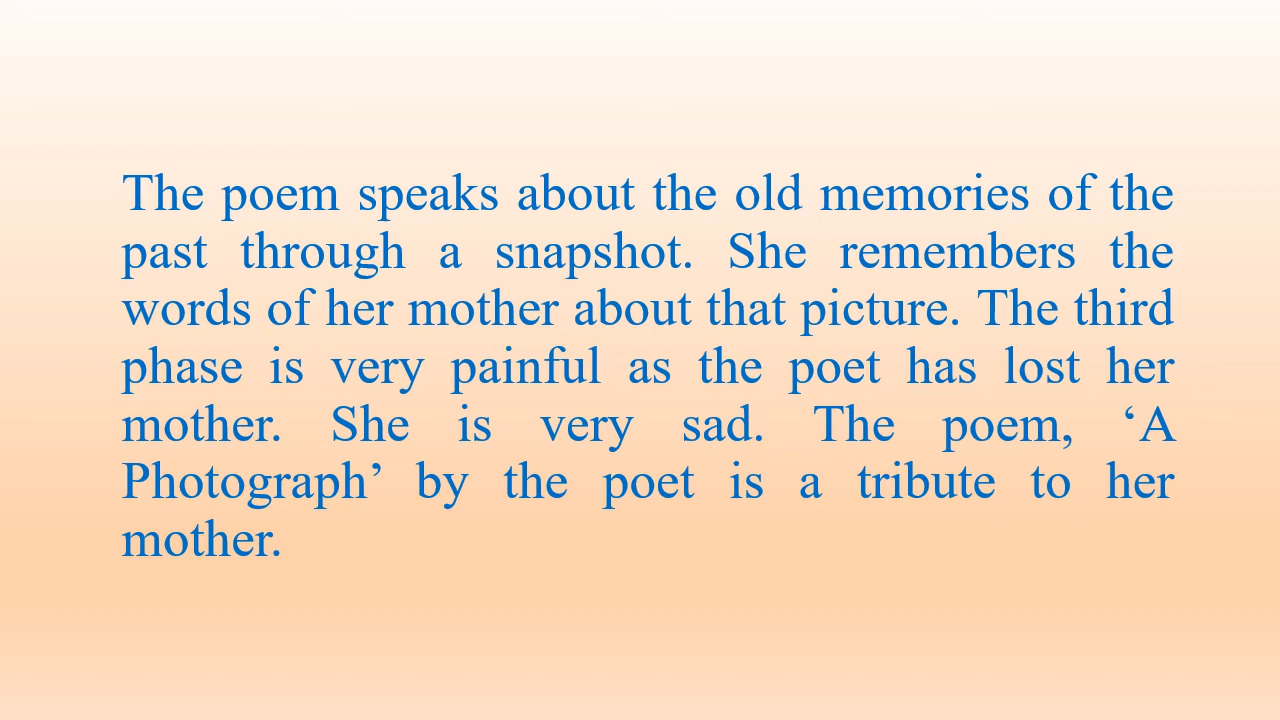 The poem speaks about the old memories of the
past through a snapshot. She remembers the
words of her mother about that picture. The third
phase is very painful as the poet has lost her
mother. She is very sad. The poem, ‘A
Photograph’ by the poet is a tribute to her
mother.